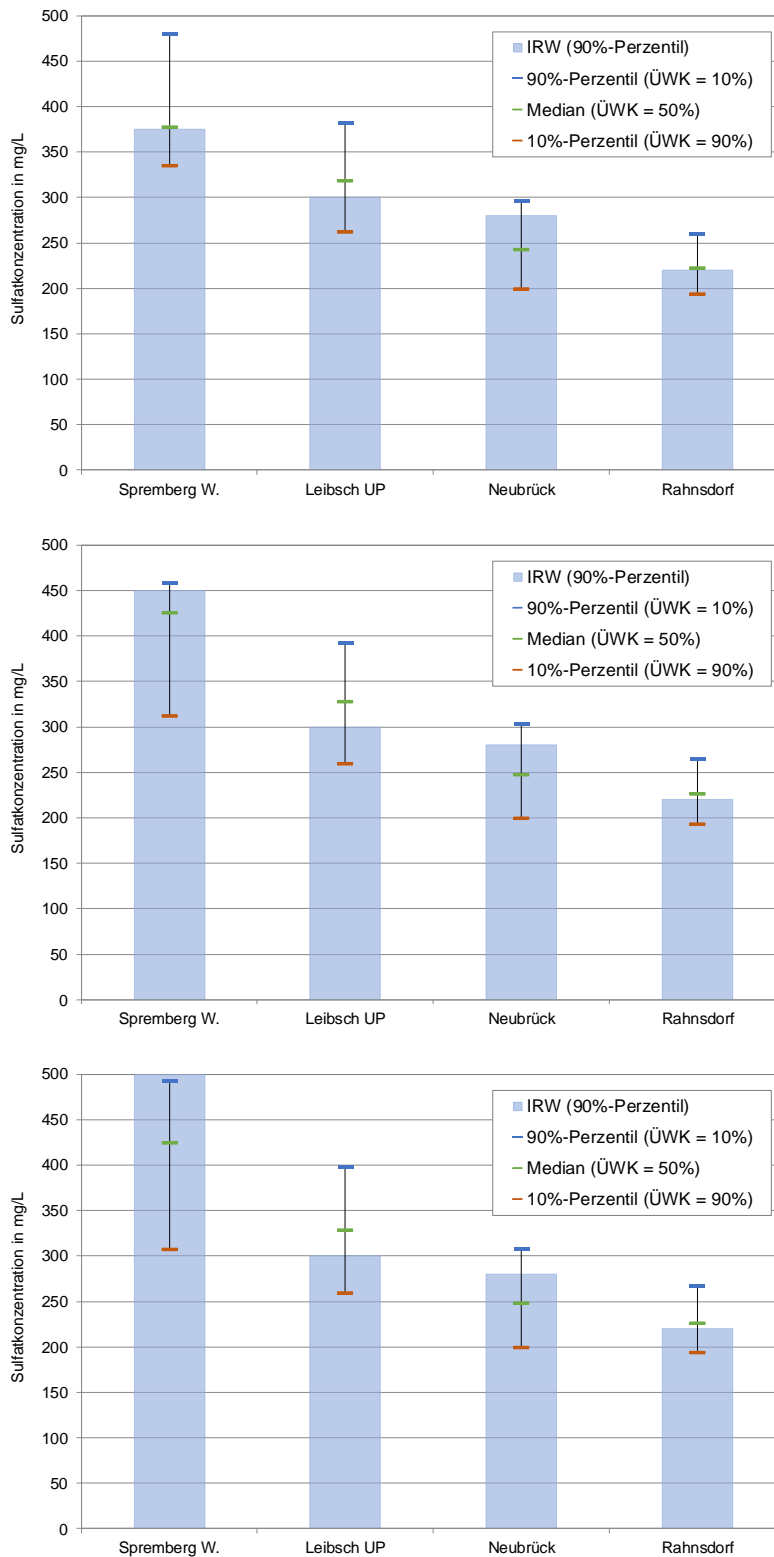 500
450
400
350
300
250
200
150
100
50
0
Sulfatkonzentration in mg/L
IRW (90%-Perzentil)
90%-Perzentil (ÜWK = 10%)
Median (ÜWK = 50%)
10%-Perzentil (ÜWK = 90%)
Spremberg W.
Leibsch UP
Neubrück
Rahnsdorf
500
450
400
350
300
250
200
150
100
50
0
Sulfatkonzentration in mg/L
IRW (90%-Perzentil)
90%-Perzentil (ÜWK = 10%)
Median (ÜWK = 50%)
10%-Perzentil (ÜWK = 90%)
Spremberg W.
Leibsch UP
Neubrück
Rahnsdorf
500
450
400
350
300
250
200
150
100
50
0
Sulfatkonzentration in mg/L
IRW (90%-Perzentil)
90%-Perzentil (ÜWK = 10%)
Median (ÜWK = 50%)
10%-Perzentil (ÜWK = 90%)
Spremberg W.
Leibsch UP
Neubrück
Rahnsdorf